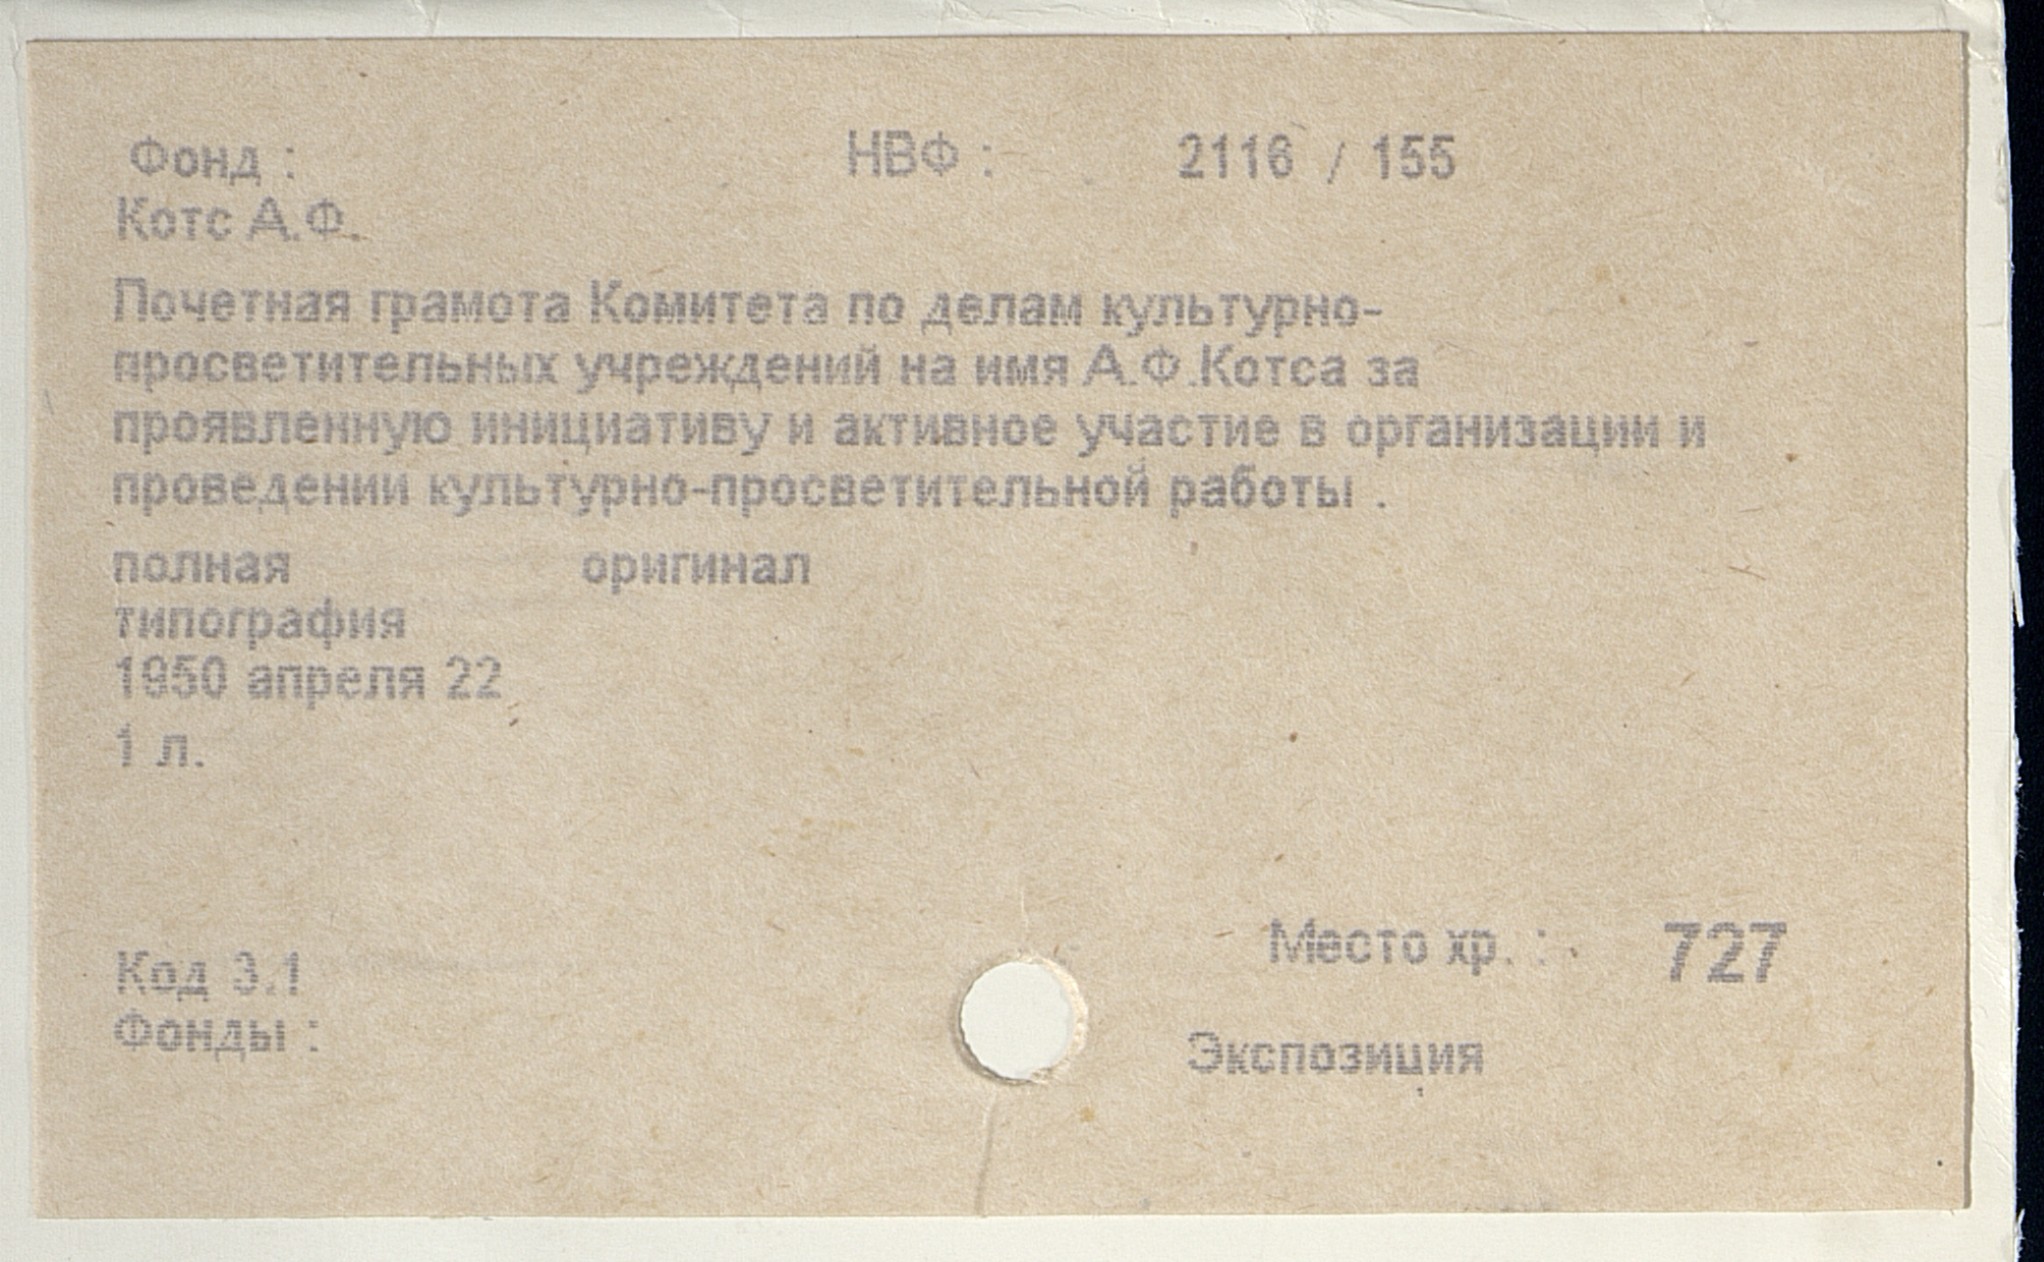 Фонд : НВФ : 2116 / 155
Котс А.Ф.
Почетная грамота Комитета по делам культурно-
просветительных учреждений на имя А.Ф.Котса за
проявленную инициативу и активное участие в организации и
проведении культурно-просветительной работы .
полная оригинал
типография
1950 апреля 22
1 л.
Место хр. : 727
Код 3.1
Фонды :
Экспозиция